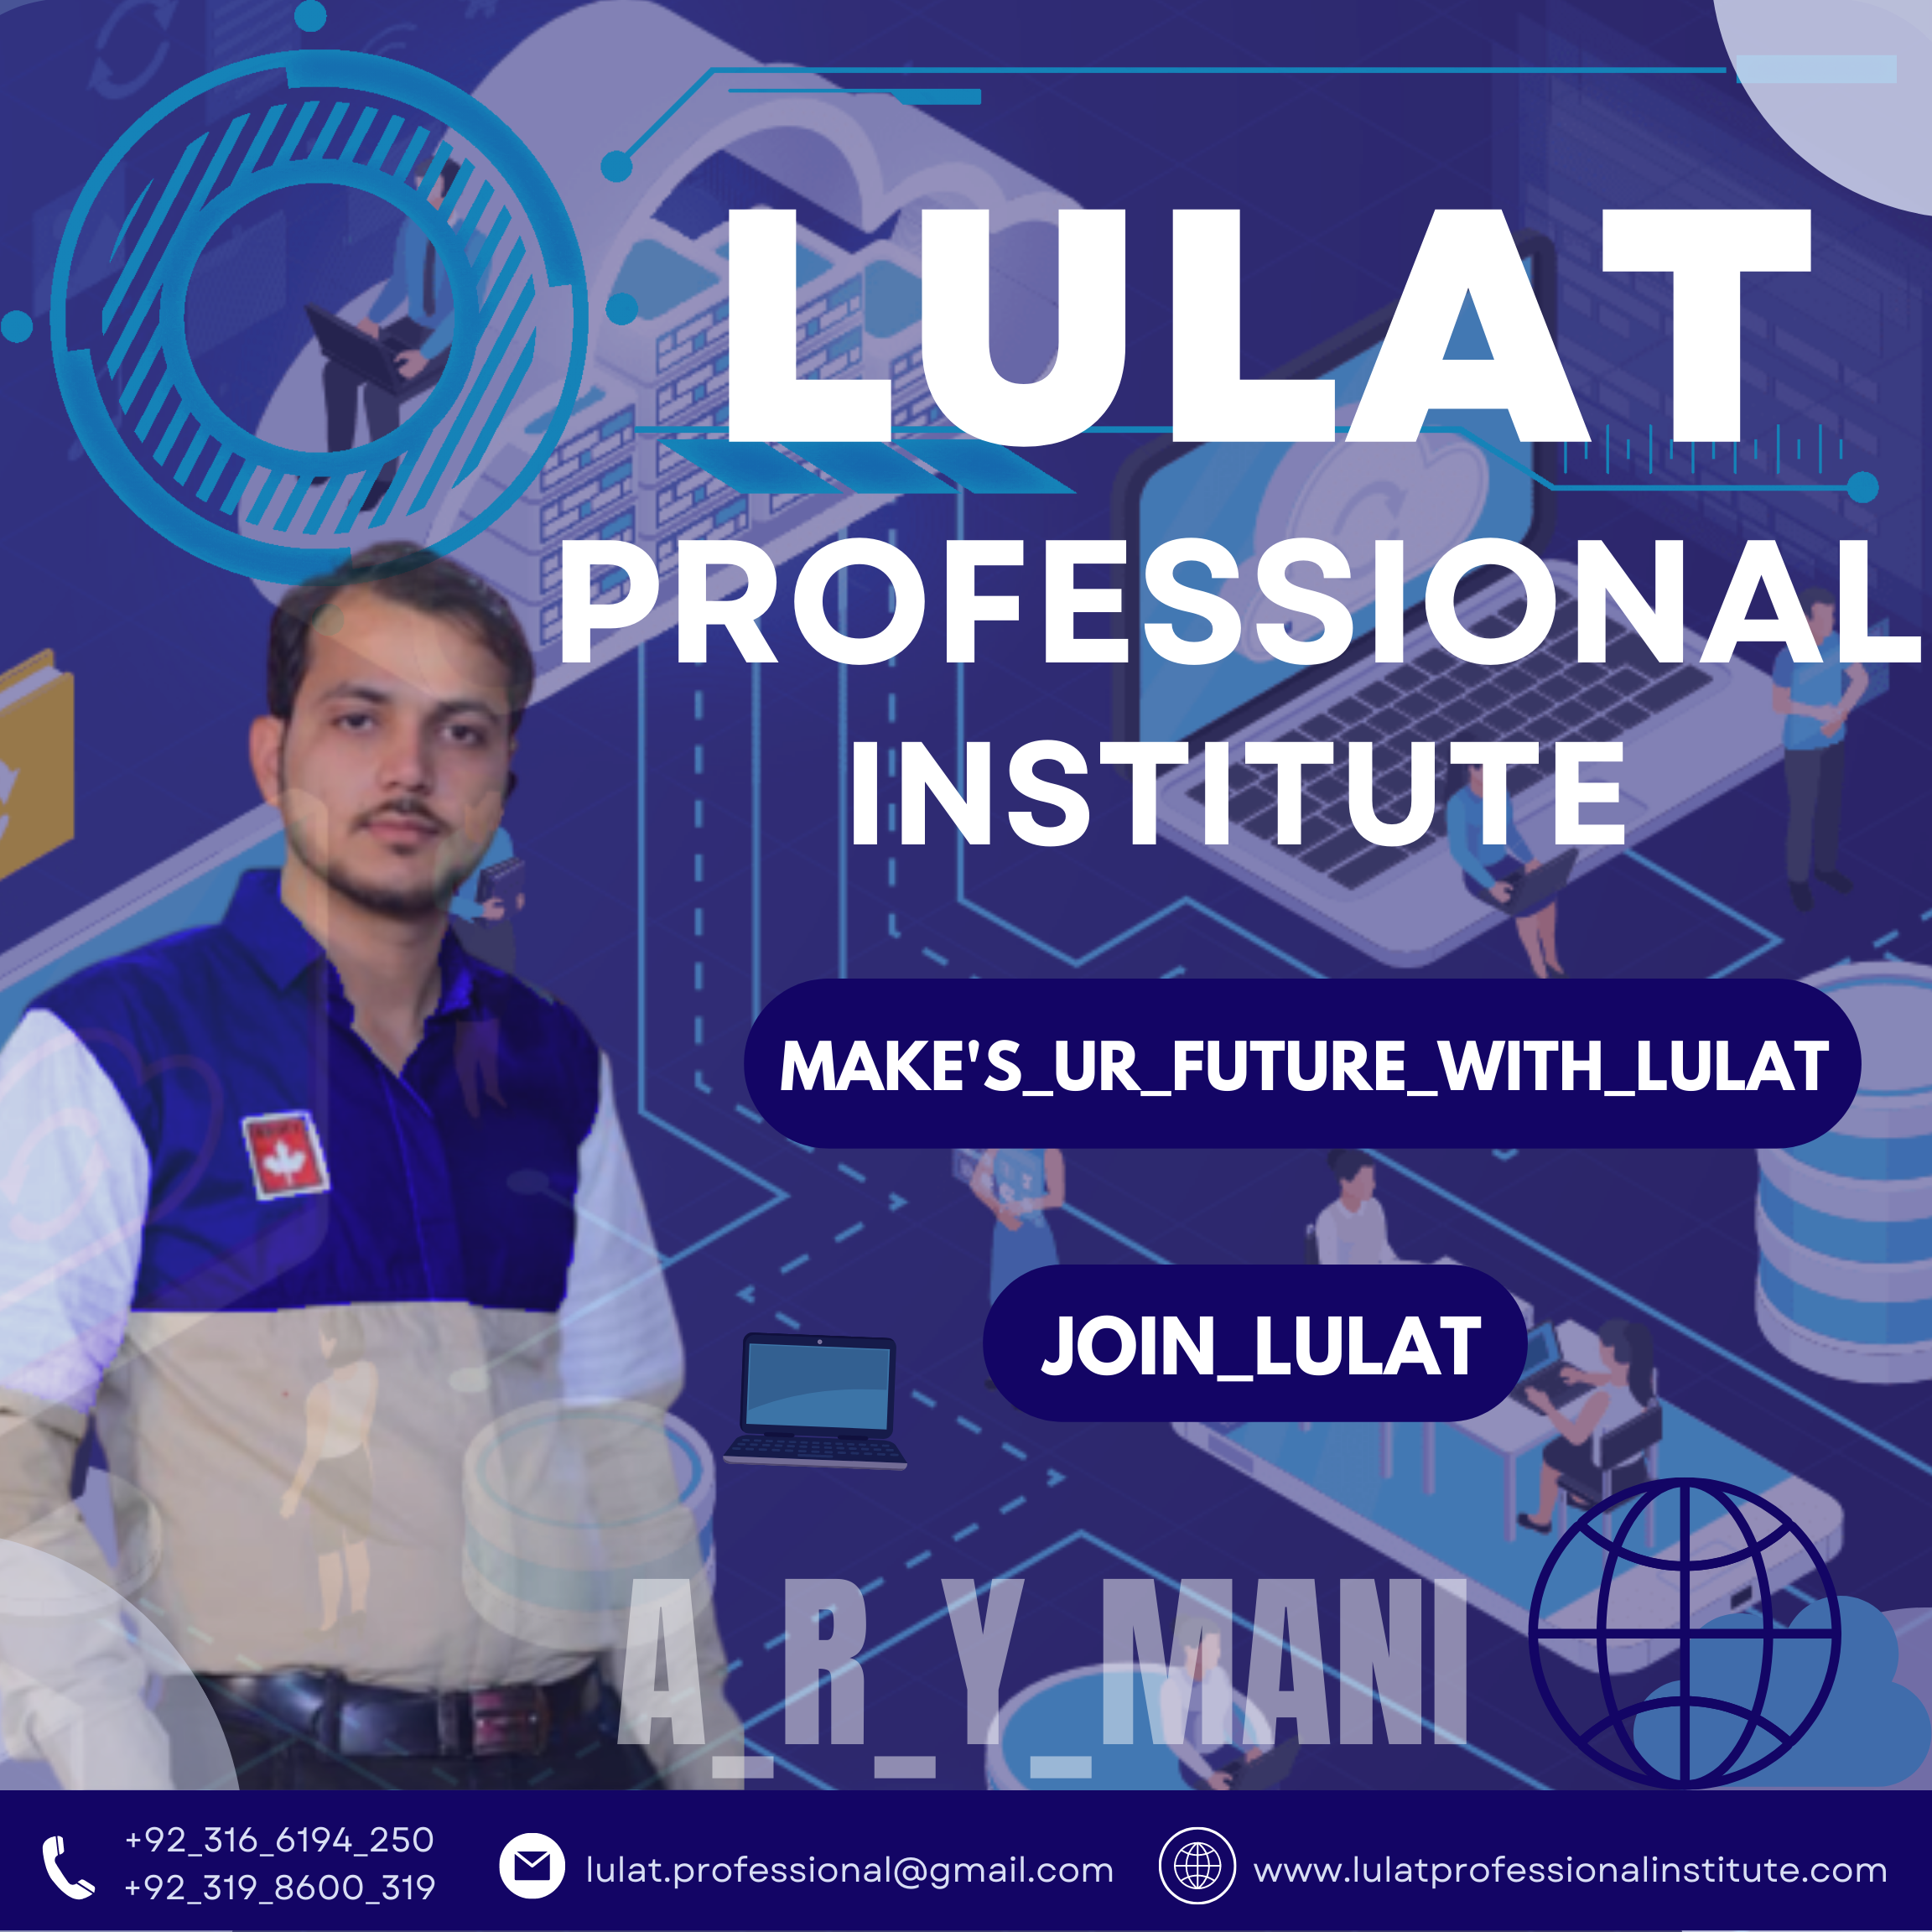 LULAT
PROFESSIONAL
INSTITUTE
MAKE'S_UR_FUTURE_WITH_LULAT
JOIN_LULAT
A_R_Y_MANI
+92_316_6194_250
+92_319_8600_319
lulat.professional@gmail.com
www.lulatprofessionalinstitute.com